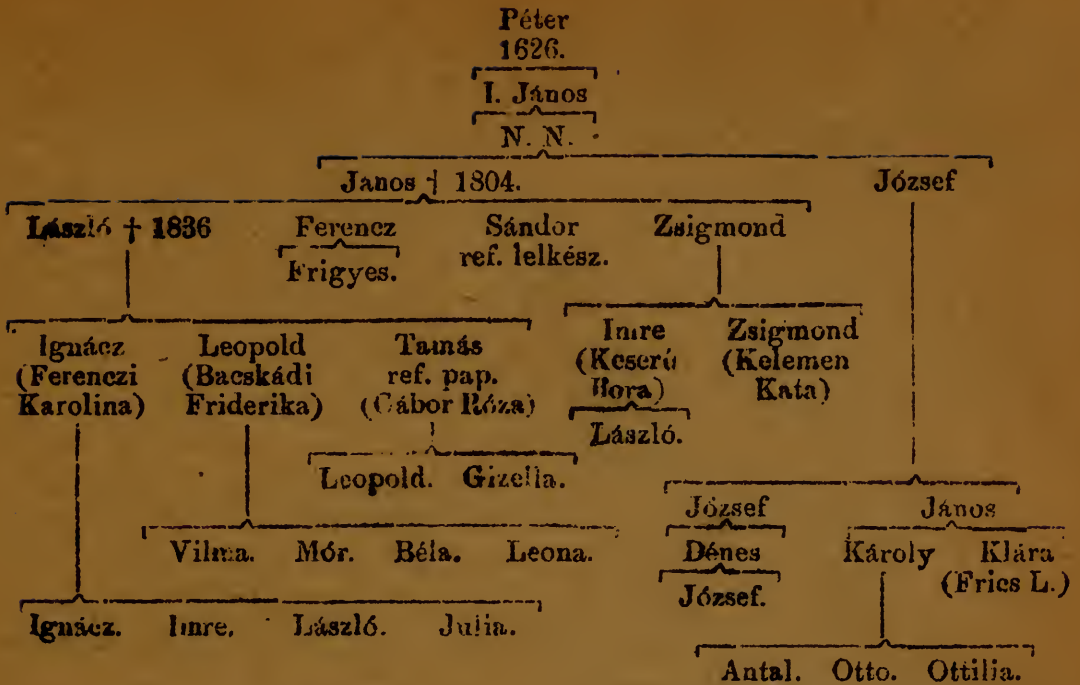 Péter
1626.
I. János
N. N.
Janos † 1804. József
László † 1836 Ferencz Sándor Zsigmond
Frigyes. ref. lelkész.
Ignácz Leopold Tamás Imre Zsigmond
(Ferenczi (Bacskádi ref. pap. (Keserü (Kelemen
Karolina) Friderika) (Gábor Róza) Bora) Kata)
László.
Leopold. Gizella.
József János
Vilma. Mór. Béla. Leona. Dénes Károly Klára
József. (Frics L.)
Ignácz. Imre. László. Julia.
Antal. Otto. Ottilia.